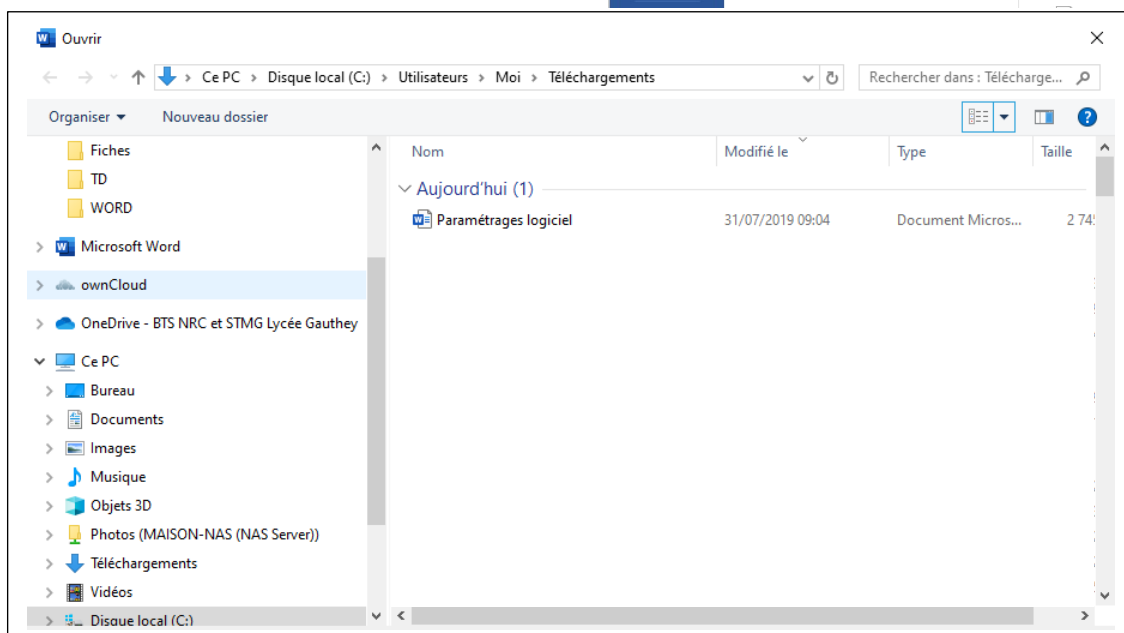 Ouvrir
Ce PC > Disque local (C:) > Utilisateurs > Moi > Téléchargements
Rechercher dans : Télécharge...
Organiser
Nouveau dossier
Fiches
TD
WORD
Microsoft Word
ownCloud
OneDrive - BTS NRC et STMG Lycée Gauthey
Ce PC
Bureau
Documents
Images
Musique
Objets 3D
Photos (MAISON-NAS (NAS Server))
Téléchargements
Vidéos
Disque local (C:)
Nom Modifié le Type Taille
Aujourd'hui (1)
Paramétrages logiciel 31/07/2019 09:04 Document Micros... 2 74